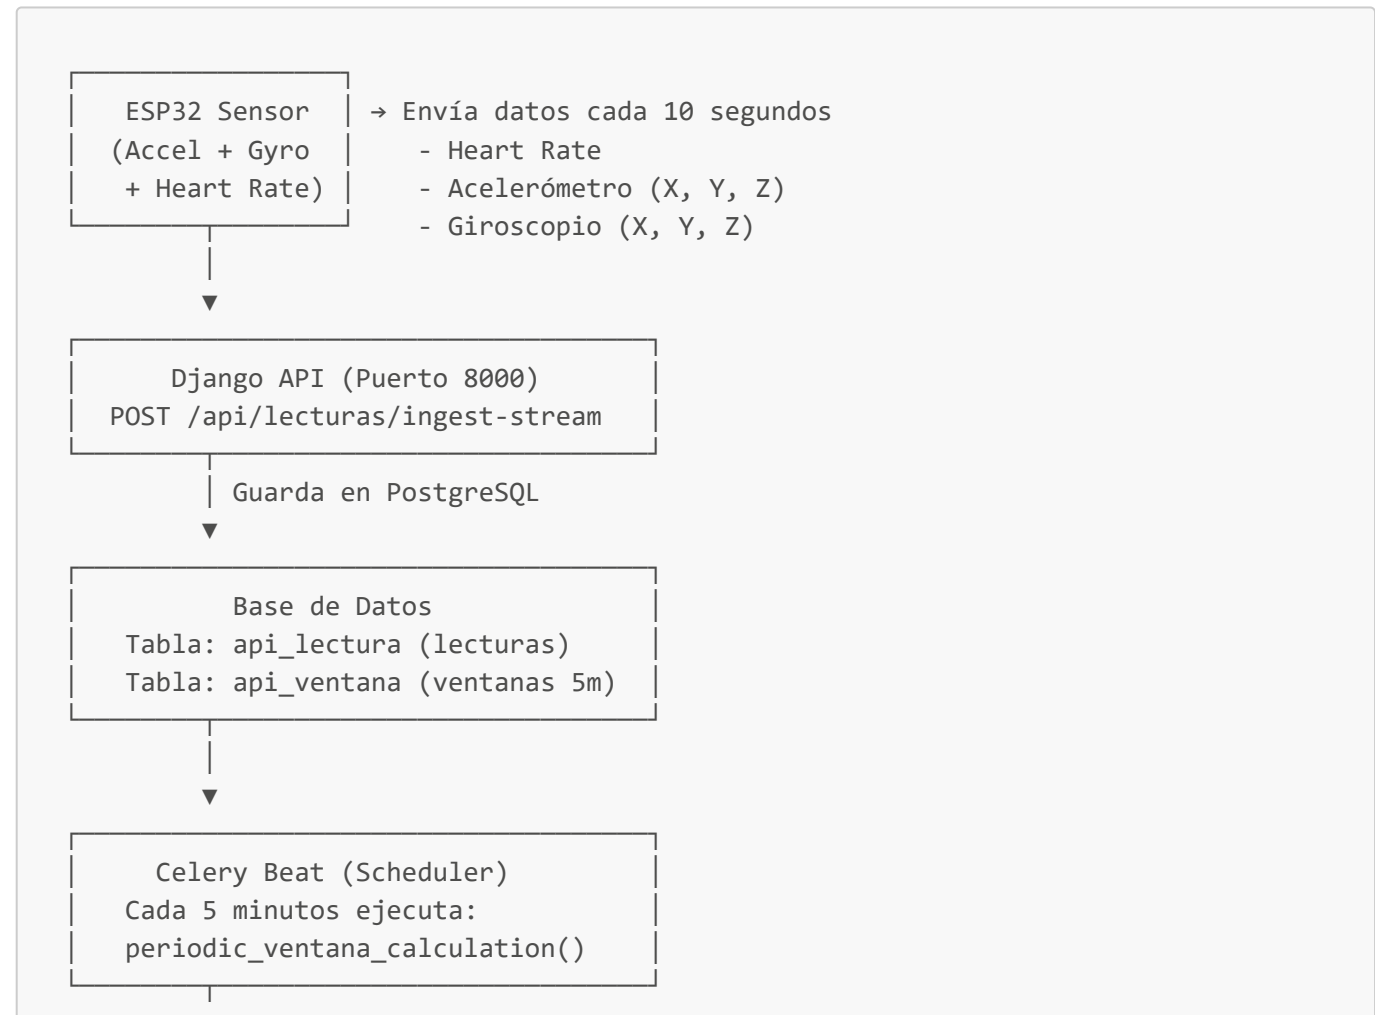 ESP32 Sensor → Envía datos cada 10 segundos
(Accel + Gyro - Heart Rate
+ Heart Rate) - Acelerómetro (X, Y, Z)
- Giroscopio (X, Y, Z)
Django API (Puerto 8000)
POST /api/lecturas/ingest-stream
Guarda en PostgreSQL
Base de Datos
Tabla: api_lectura (lecturas)
Tabla: api_ventana (ventanas 5m)
Celery Beat (Scheduler)
Cada 5 minutos ejecuta:
periodic_ventana_calculation()